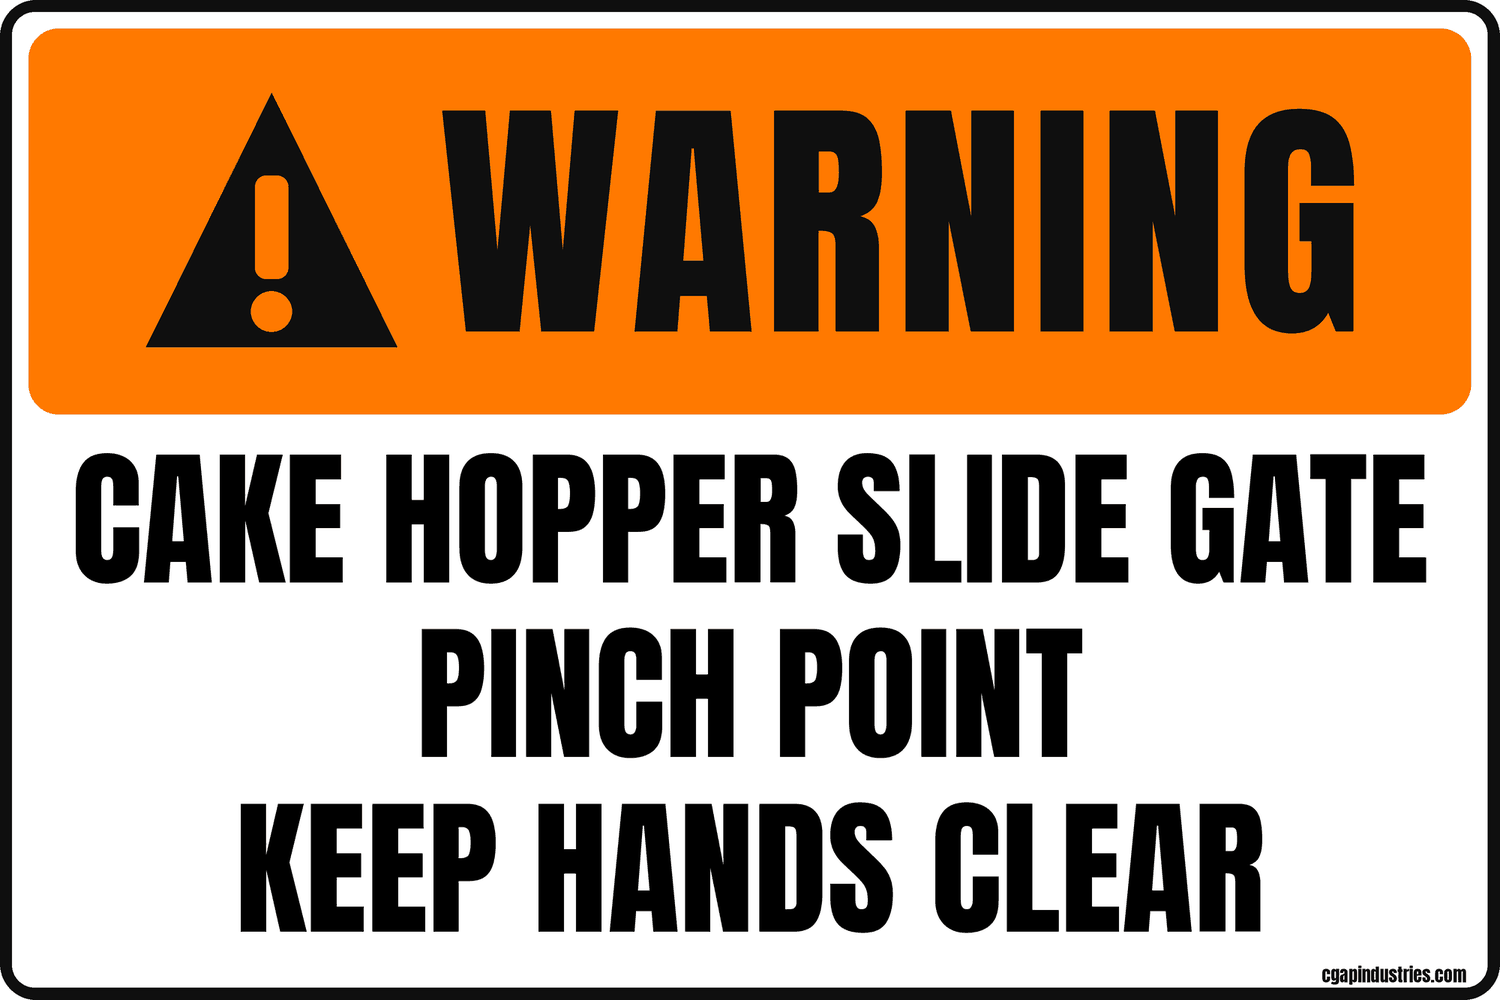 WARNING
CAKE HOPPER SLIDE GATE
PINCH POINT
KEEP HANDS CLEAR
cgapindustries.com